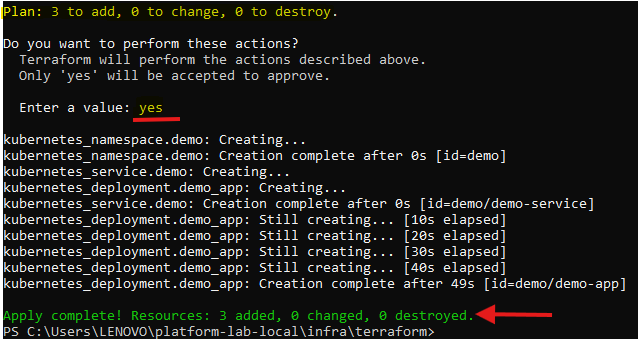 Plan: 3 to add, 0 to change, 0 to destroy.
Do you want to perform these actions?
Terraform will perform the actions described above.
Only 'yes' will be accepted to approve.
Enter a value: yes
kubernetes_namespace.demo: Creating...
kubernetes_namespace.demo: Creation complete after 0s [id=demo]
kubernetes_service.demo: Creating...
kubernetes_deployment.demo_app: Creating...
kubernetes_service.demo: Creation complete after 0s [id=demo/demo-service]
kubernetes_deployment.demo_app: Still creating... [10s elapsed]
kubernetes_deployment.demo_app: Still creating... [20s elapsed]
kubernetes_deployment.demo_app: Still creating... [30s elapsed]
kubernetes_deployment.demo_app: Still creating... [40s elapsed]
kubernetes_deployment.demo_app: Creation complete after 49s [id=demo/demo-app]
Apply complete! Resources: 3 added, 0 changed, 0 destroyed.
PS C:\Users\LENOVO\platform-lab-local\infra\terraform>